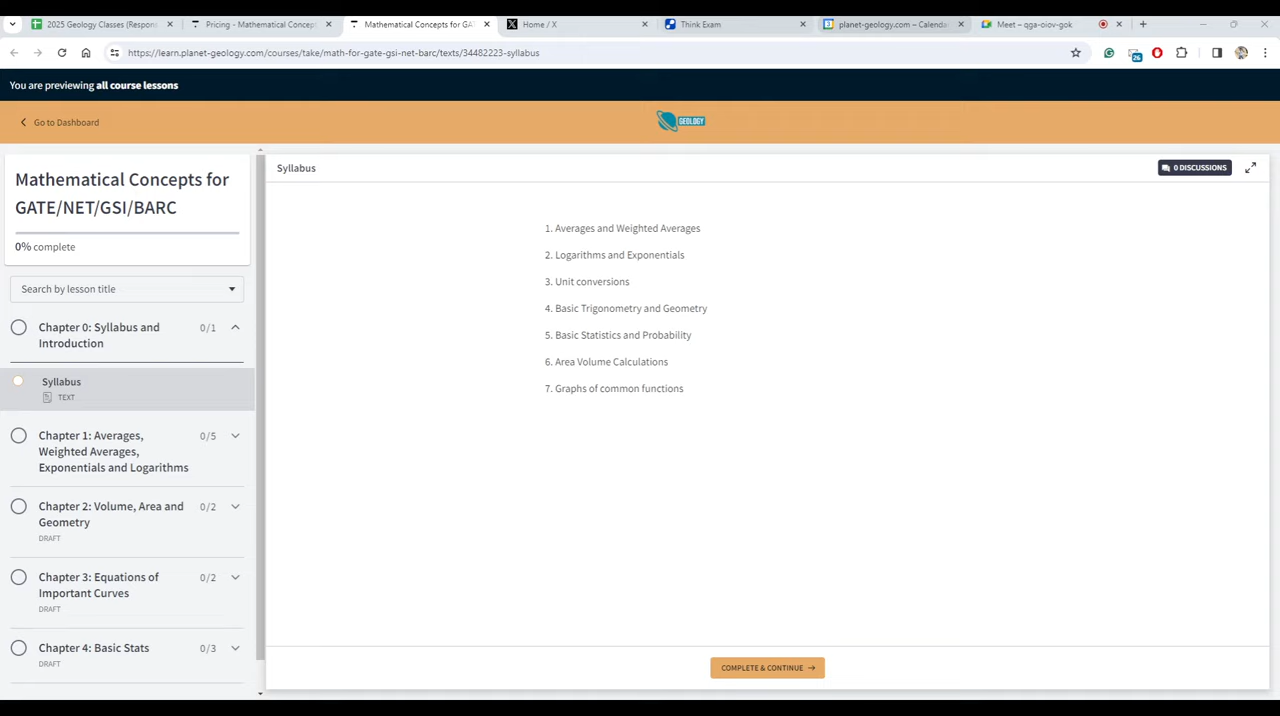 2025 Geology Classes (Respons
Pricing - Mathematical Concep
Mathematical Concepts for GA
Home / X
Think Exam
planet-geology.com – Calenda
Meet – qga-oiov-gok
https://learn.planet-geology.com/courses/take/math-for-gate-gsi-net-barc/texts/34482223-syllabus
26
You are previewing all course lessons
Go to Dashboard
GEOLOGY
Mathematical Concepts for
GATE/NET/GSI/BARC
0% complete
Search by lesson title
Chapter 0: Syllabus and
Introduction
0/1
Syllabus
TEXT
Chapter 1: Averages,
Weighted Averages,
Exponentials and Logarithms
0/5
Chapter 2: Volume, Area and
Geometry
0/2
DRAFT
Chapter 3: Equations of
Important Curves
0/2
DRAFT
Chapter 4: Basic Stats
0/3
DRAFT
Syllabus
0 DISCUSSIONS
1. Averages and Weighted Averages
2. Logarithms and Exponentials
3. Unit conversions
4. Basic Trigonometry and Geometry
5. Basic Statistics and Probability
6. Area Volume Calculations
7. Graphs of common functions
COMPLETE & CONTINUE →